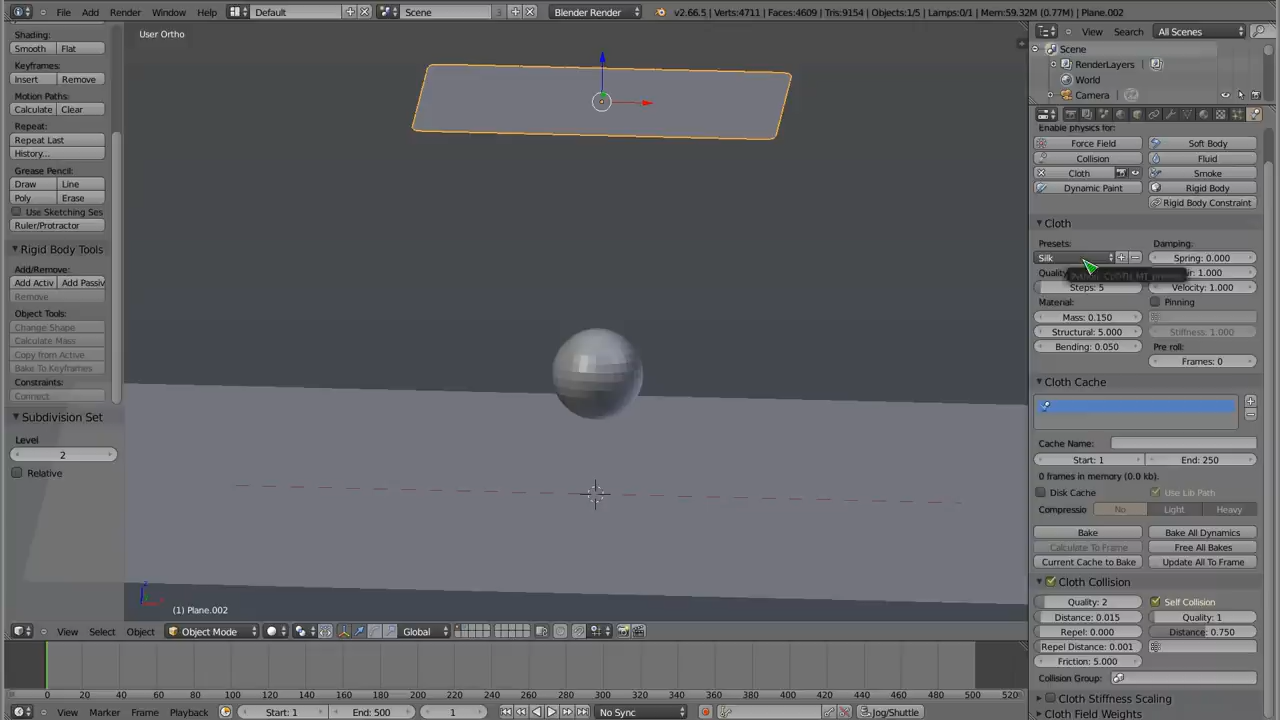 File Add Render Window Help Default Scene 3 Blender Render v2.66.5 | Verts:4711 | Faces:4609 | Tris:9154 | Objects:1/5 | Lamps:0/1 | Mem:59.32M (0.77M) | Plane.002
Shading:
Smooth Flat
Keyframes:
Insert Remove
Motion Paths:
Calculate Clear
Repeat:
Repeat Last
History...
Grease Pencil:
Draw Line
Poly Erase
Use Sketching Ses
Ruler/Protractor
Rigid Body Tools
Add/Remove:
Add Activ Add Passiv
Remove
Object Tools:
Change Shape
Calculate Mass
Copy from Active
Bake To Keyframes
Constraints:
Connect
Subdivision Set
Level
2
Relative
User Ortho
(1) Plane.002
View Search All Scenes
Scene
RenderLayers
World
Camera
Enable physics for:
Force Field Soft Body
Collision Fluid
Cloth Smoke
Dynamic Paint Rigid Body
Rigid Body Constraint
Cloth
Presets: Damping:
Silk Spring: 0.000
1.000
Steps: 5 Velocity: 1.000
Material: Pinning
Mass: 0.150
Structural: 5.000 Stiffness: 1.000
Bending: 0.050 Pre roll:
Frames: 0
Cloth Cache
Cache Name:
Start: 1 End: 250
0 frames in memory (0.0 kb).
Disk Cache Use Lib Path
Compressio No Light Heavy
Bake Bake All Dynamics
Calculate To Frame Free All Bakes
Current Cache to Bake Update All To Frame
Cloth Collision
Quality: 2 Self Collision
Distance: 0.015 Quality: 1
Repel: 0.000 Distance: 0.750
Repel Distance: 0.001
Friction: 5.000
Collision Group:
Cloth Stiffness Scaling
Cloth Field Weights
View Select Object Object Mode Global
0 20 40 60 80 100 120 140 160 180 200 220 240 260 280 300 320 340 360 380 400 420 440 460 480 500 520
View Marker Frame Playback Start: 1 End: 500 1 No Sync Jog/Shuttle